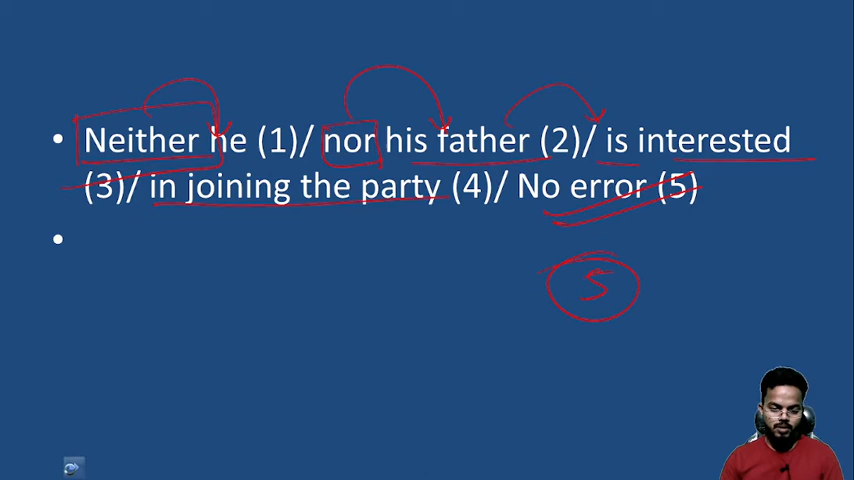 • Neither he (1)/ nor his father (2)/ is interested
(3)/ in joining the party (4)/ No error (5)
•
5